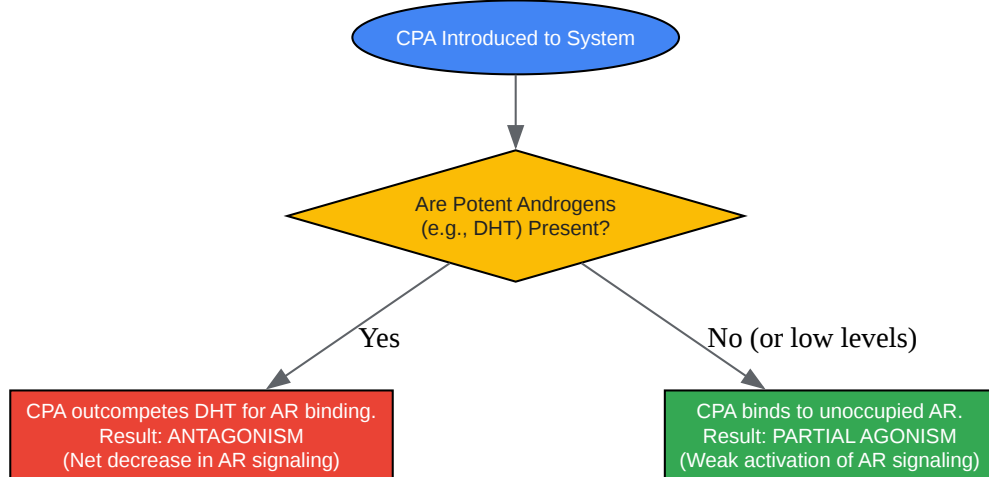 CPA Introduced to System
Are Potent Androgens
(e.g., DHT) Present?
Yes
No (or low levels)
CPA outcompetes DHT for AR binding.
Result: ANTAGONISM
(Net decrease in AR signaling)
CPA binds to unoccupied AR.
Result: PARTIAL AGONISM
(Weak activation of AR signaling)